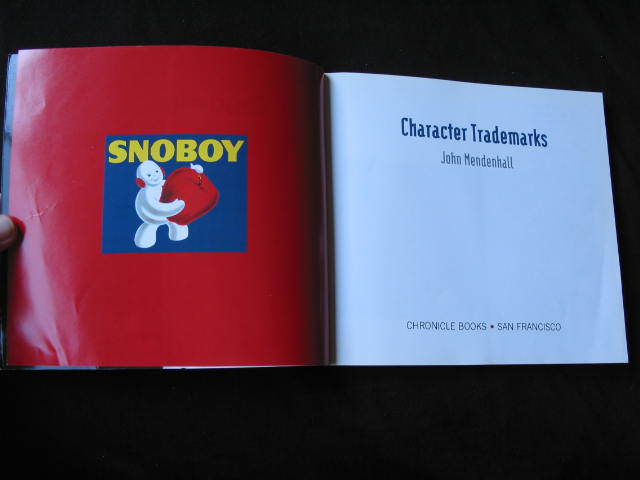 SNOBOY
Character Trademarks
John Mendenhall
CHRONICLE BOOKS • SAN FRANCISCO